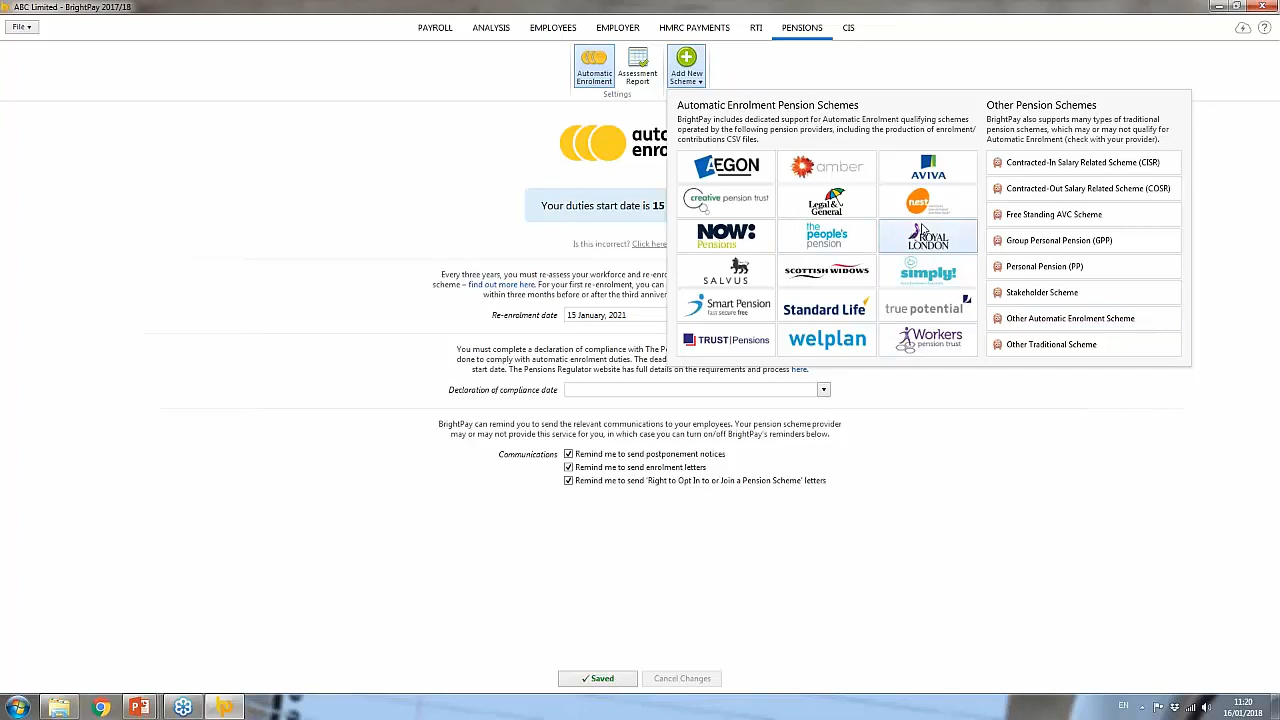 ABC Limited - BrightPay 2017/18
File
PAYROLL
ANALYSIS
EMPLOYEES
EMPLOYER
HMRC PAYMENTS
RTI
PENSIONS
CIS
Automatic
Enrolment
Assessment
Report
Add New
Scheme
Settings
Automatic Enrolment Pension Schemes
BrightPay includes dedicated support for Automatic Enrolment qualifying schemes
operated by the following pension providers, including the production of enrolment/
contributions CSV files.
AEGON
amber
AVIVA
creative pension trust
Legal &
General
nest
NOW:
Pensions
the
people's
pension
ROYAL
LONDON
SALVUS
SCOTTISH WIDOWS
simply!
Smart Pension
fast secure free
Standard Life
true potential
TRUST|Pensions
welplan
Workers
pension trust
Other Pension Schemes
BrightPay also supports many types of traditional
pension schemes, which may or may not qualify for
Automatic Enrolment (check with your provider).
Contracted-In Salary Related Scheme (CISR)
Contracted-Out Salary Related Scheme (COSR)
Free Standing AVC Scheme
Group Personal Pension (GPP)
Personal Pension (PP)
Stakeholder Scheme
Other Automatic Enrolment Scheme
Other Traditional Scheme
auto
enro
Your duties start date is 15
Is this incorrect? Click here
Every three years, you must re-assess your workforce and re-enro
scheme – find out more here. For your first re-enrolment, you can
within three months before or after the third anniver
Re-enrolment date
15 January, 2021
You must complete a declaration of compliance with The Pe
done to comply with automatic enrolment duties. The dead
start date. The Pensions Regulator website has full details on the requirements and process here.
Declaration of compliance date
BrightPay can remind you to send the relevant communications to your employees. Your pension scheme provider
may or may not provide this service for you, in which case you can turn on/off BrightPay's reminders below.
Communications
Remind me to send postponement notices
Remind me to send enrolment letters
Remind me to send 'Right to Opt In to or Join a Pension Scheme' letters
Saved
Cancel Changes
EN
11:20
16/01/2018